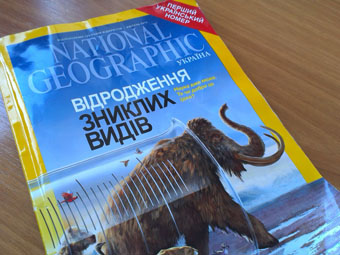 ПЕРШИЙ
УКРАЇНСЬКИЙ
НОМЕР
NATIONAL
GEOGRAPHIC
УКРАЇНА
ВІДРОДЖЕННЯ
ЗНИКЛИХ
ВИДІВ